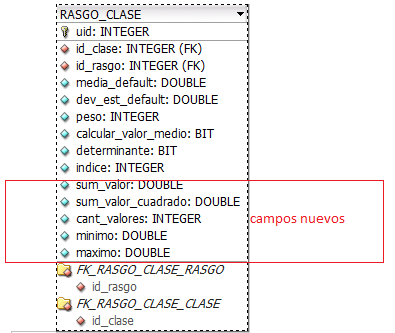 RASGO_CLASE
uid: INTEGER
id_clase: INTEGER (FK)
id_rasgo: INTEGER (FK)
media_default: DOUBLE
dev_est_default: DOUBLE
peso: INTEGER
calcular_valor_medio: BIT
determinante: BIT
indice: INTEGER
sum_valor: DOUBLE
sum_valor_cuadrado: DOUBLE
cant_valores: INTEGER campos nuevos
minimo: DOUBLE
maximo: DOUBLE
FK_RASGO_CLASE_RASGO
id_rasgo
FK_RASGO_CLASE_CLASE
id_clase